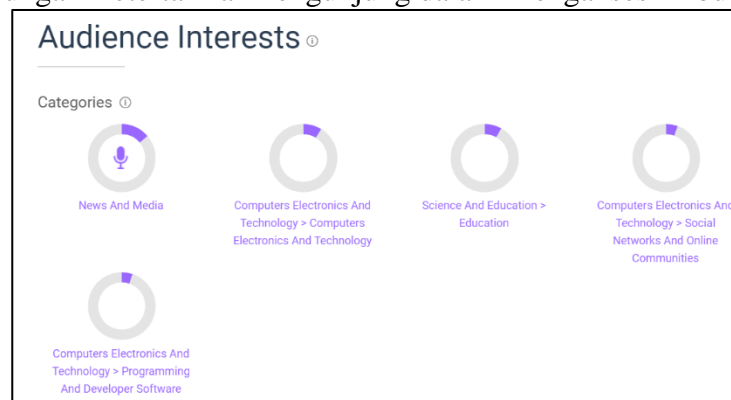 Audience Interests
Categories
News And Media
Computers Electronics And
Technology > Computers
Electronics And Technology
Science And Education >
Education
Computers Electronics And
Technology > Social
Networks And Online
Communities
Computers Electronics And
Technology > Programming
And Developer Software